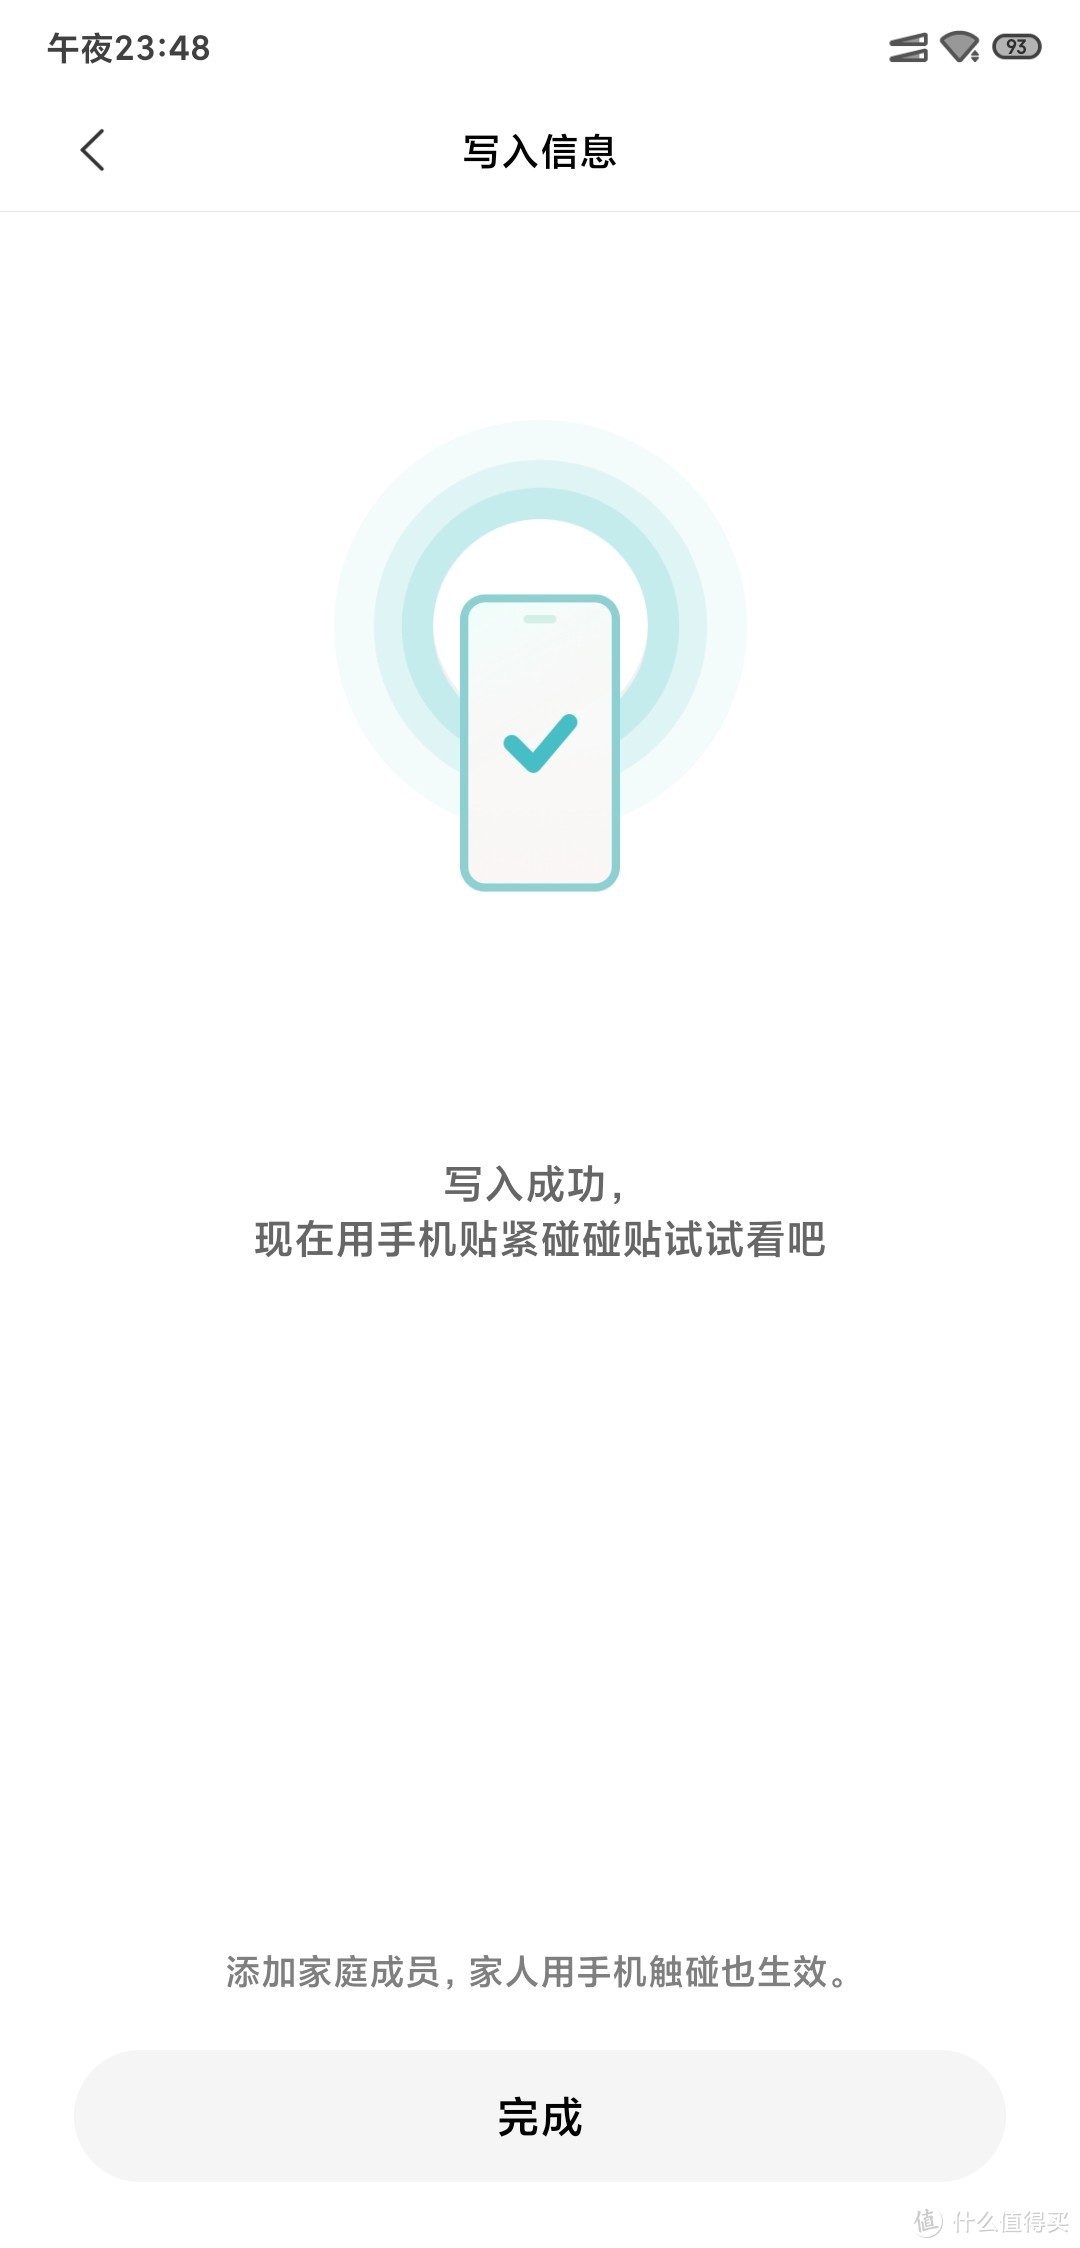 午夜23:48
93
写入信息
写入成功，
现在用手机贴紧碰碰贴试试看吧
添加家庭成员，家人用手机触碰也生效。
完成
值 什么值得买